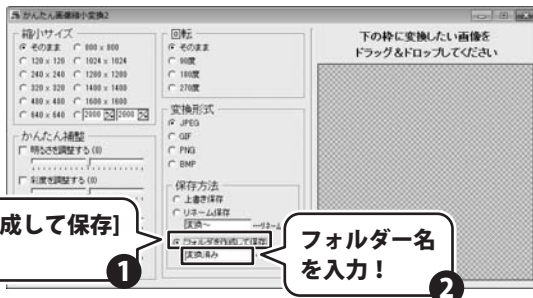 かんたん画像縮小変換2
縮小サイズ
そのまま
800 x 800
120 x 120
1024 x 1024
240 x 240
1200 x 1200
320 x 320
1400 x 1400
480 x 480
1600 x 1600
640 x 640
2000
2000
かんたん補整
明るさを調整する (0)
彩度を調整する (0)
回転
そのまま
90度
180度
270度
変換形式
JPEG
GIF
PNG
BMP
保存方法
上書き保存
リネーム保存
変換～
フォルダを作成して保存
変換済み
下の枠に変換したい画像を
ドラッグ&ドロップしてください
成して保存]
1
フォルダー名
を入力！
2